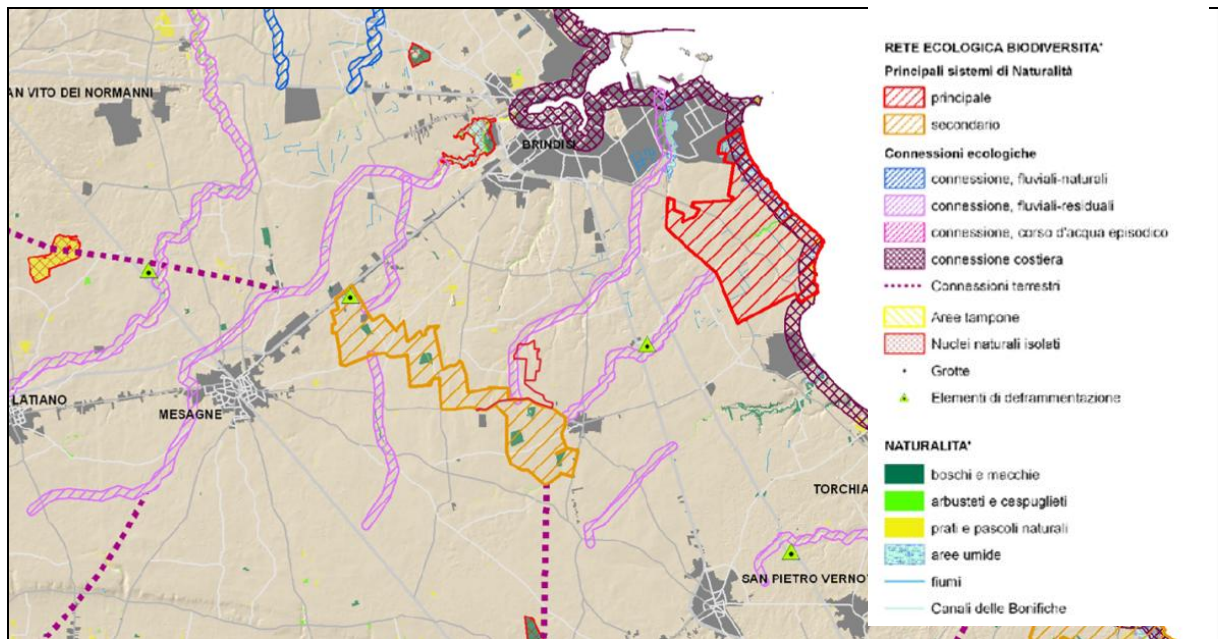 AN VITO DEI NORMANNI
BRINDISI
LATIANO
MESAGNE
TORCHIA
SAN PIETRO VERNOT
RETE ECOLOGICA BIODIVERSITA'
Principali sistemi di Naturalità
principale
secondario
Connessioni ecologiche
connessione, fluviali-naturali
connessione, fluviali-residuali
connessione, corso d'acqua episodico
connessione costiera
Connessioni terrestri
Aree tampone
Nuclei naturali isolati
Grotte
Elementi di deframmentazione
NATURALITA'
boschi e macchie
arbusteti e cespuglieti
prati e pascoli naturali
aree umide
fiumi
Canali delle Bonifiche